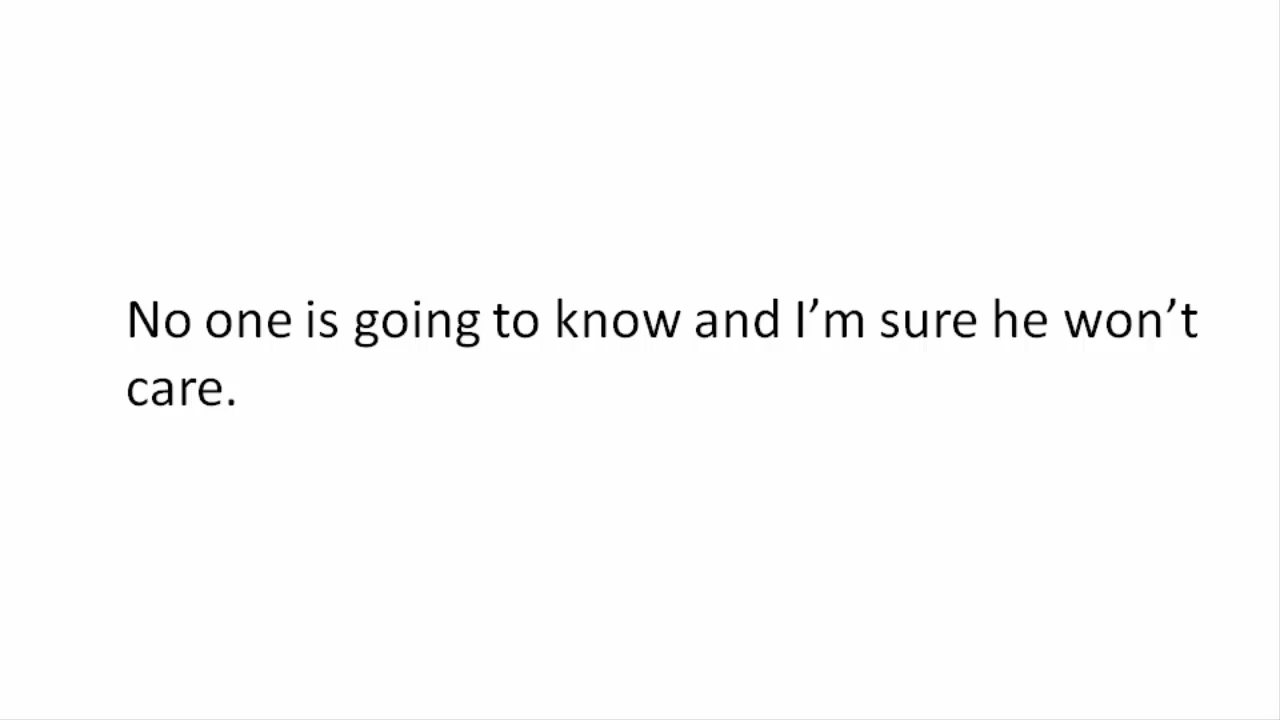 No one is going to know and I’m sure he won’t
care.